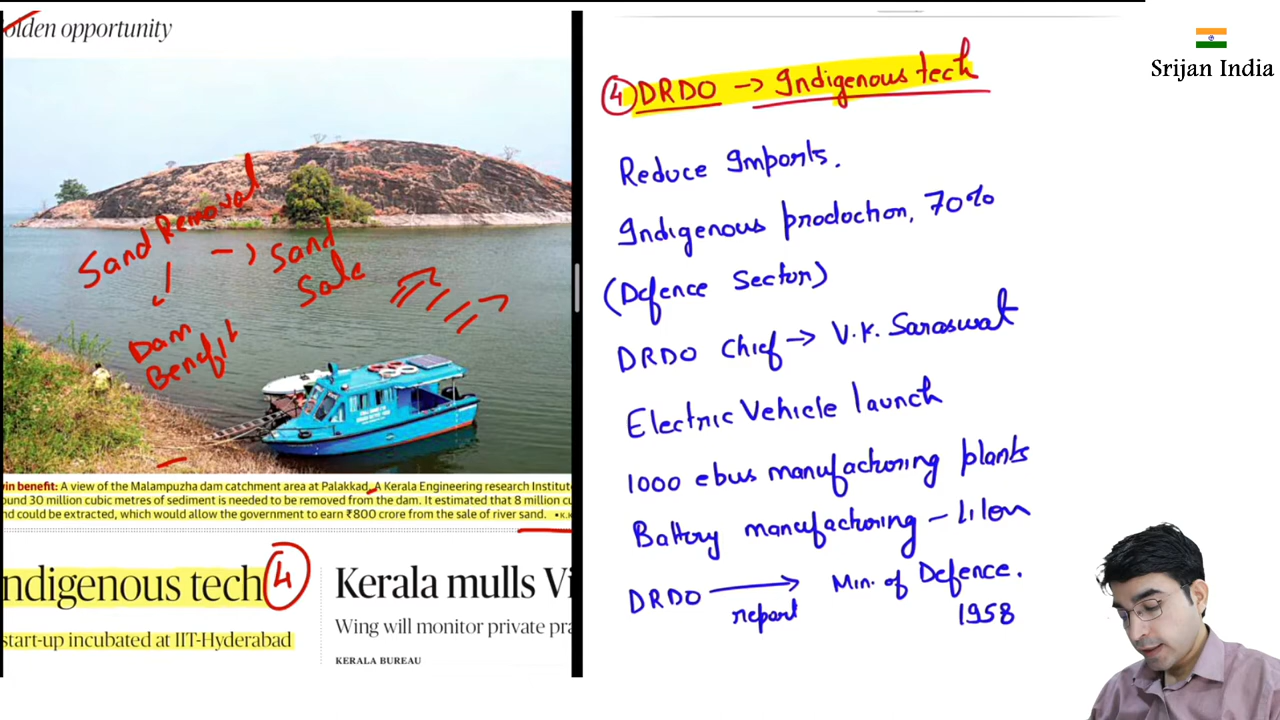 olden opportunity
Sand Removal
→ Sand
Sale
Dam
Benefit
win benefit: A view of the Malampuzha dam catchment area at Palakkad. A Kerala Engineering research Institute
ound 30 million cubic metres of sediment is needed to be removed from the dam. It estimated that 8 million cu
nd could be extracted, which would allow the government to earn ₹800 crore from the sale of river sand. •K.K
ndigenous tech 4
start-up incubated at IIT-Hyderabad
Kerala mulls Vi
Wing will monitor private pra
KERALA BUREAU
4 DRDO → Indigenous tech
Reduce Imports.
Indigenous production, 70%
(Defence Sector)
DRDO Chief → V.K. Saraswat
Electric Vehicle launch
1000 ebus manufactoring plants
Battery manufactoring – Li Ion
DRDO → Min. of Defence.
report 1958
Srijan India